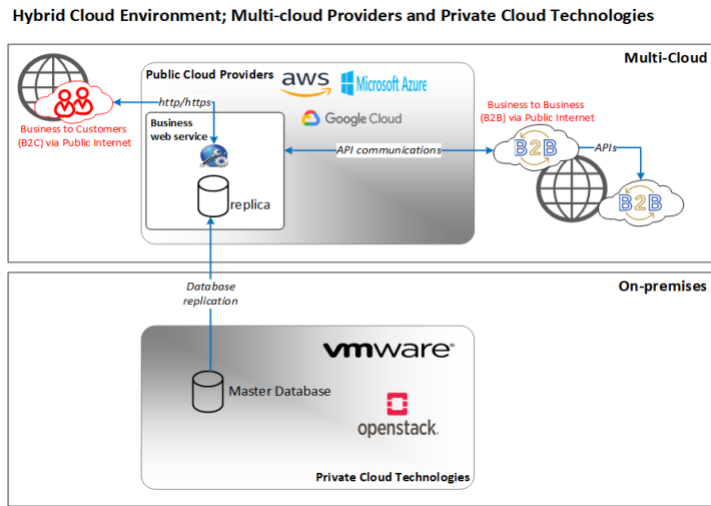 Hybrid Cloud Environment; Multi-cloud Providers and Private Cloud Technologies
Multi-Cloud
Public Cloud Providers
aws
Microsoft Azure
Google Cloud
http/https
Business to Customers
(B2C) via Public Internet
Business
web service
replica
API communications
Business to Business
(B2B) via Public Internet
B2B
APIs
B2B
Database
replication
On-premises
vmware®
Master Database
openstack.
Private Cloud Technologies